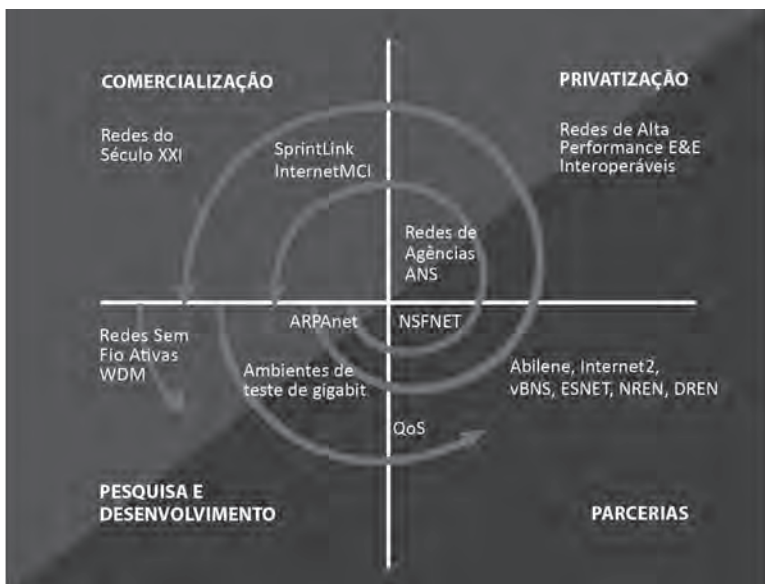 COMERCIALIZAÇÃO
Redes do
Século XXI
SprintLink
InternetMCI
PRIVATIZAÇÃO
Redes de Alta
Performance E&E
Interoperáveis
Redes de
Agências
ANS
ARPAnet
NSFNET
Redes Sem
Fio Ativas
WDM
Ambientes de
teste de gigabit
Abilene, Internet2,
vBNS, ESNET, NREN, DREN
QoS
PESQUISA E
DESENVOLVIMENTO
PARCERIAS